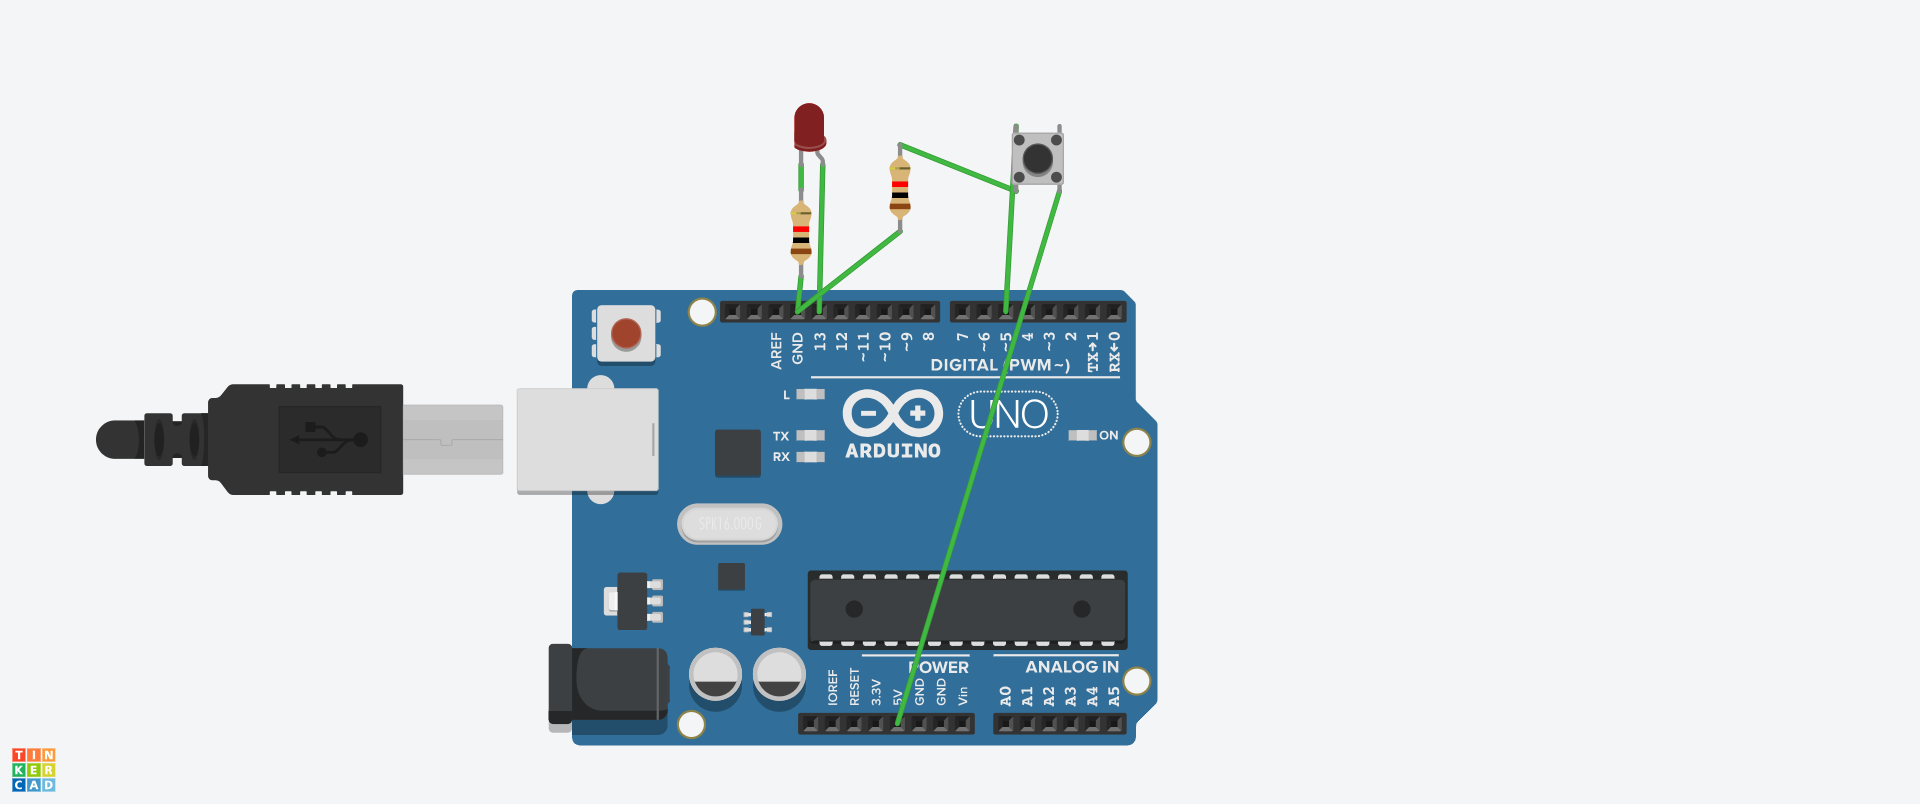 AREF
GND
13
12
~11
~10
~9
8
7
~6
~5
4
~3
2
TX→1
RX←0
DIGITAL (PWM~)
L
TX
RX
UNO
ON
ARDUINO
SPK16.000G
POWER
ANALOG IN
IOREF
RESET
3.3V
5V
GND
GND
Vin
A0
A1
A2
A3
A4
A5
TIN
KER
CAD